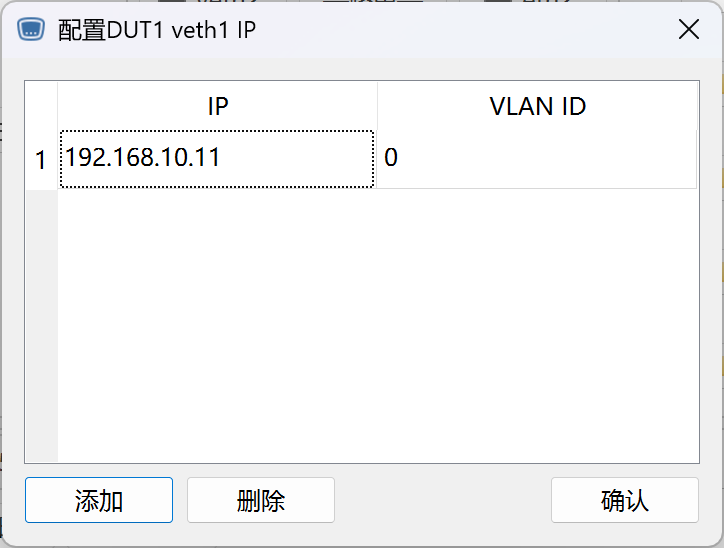 配置DUT1 veth1 IP
IP VLAN ID
1 192.168.10.11 0
添加 删除 确认